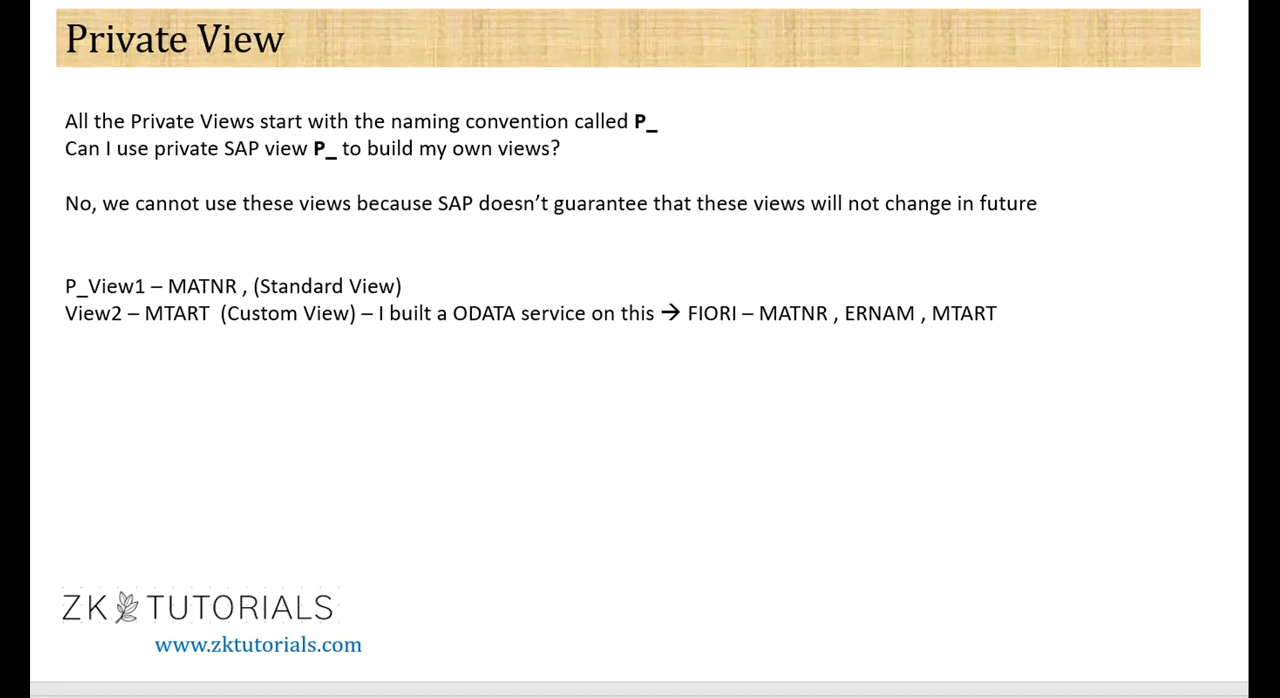 Private View
All the Private Views start with the naming convention called P_
Can I use private SAP view P_ to build my own views?
No, we cannot use these views because SAP doesn’t guarantee that these views will not change in future
P_View1 – MATNR , (Standard View)
View2 – MTART  (Custom View) – I built a ODATA service on this → FIORI – MATNR , ERNAM , MTART
ZK TUTORIALS
www.zktutorials.com